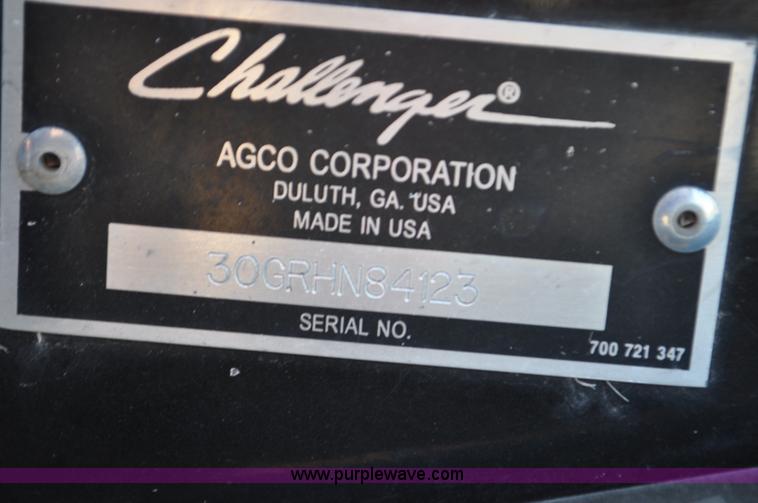 Challenger®
AGCO CORPORATION
DULUTH, GA. USA
MADE IN USA
30GRHN84123
SERIAL NO.
700 721 347
www.purplewave.com